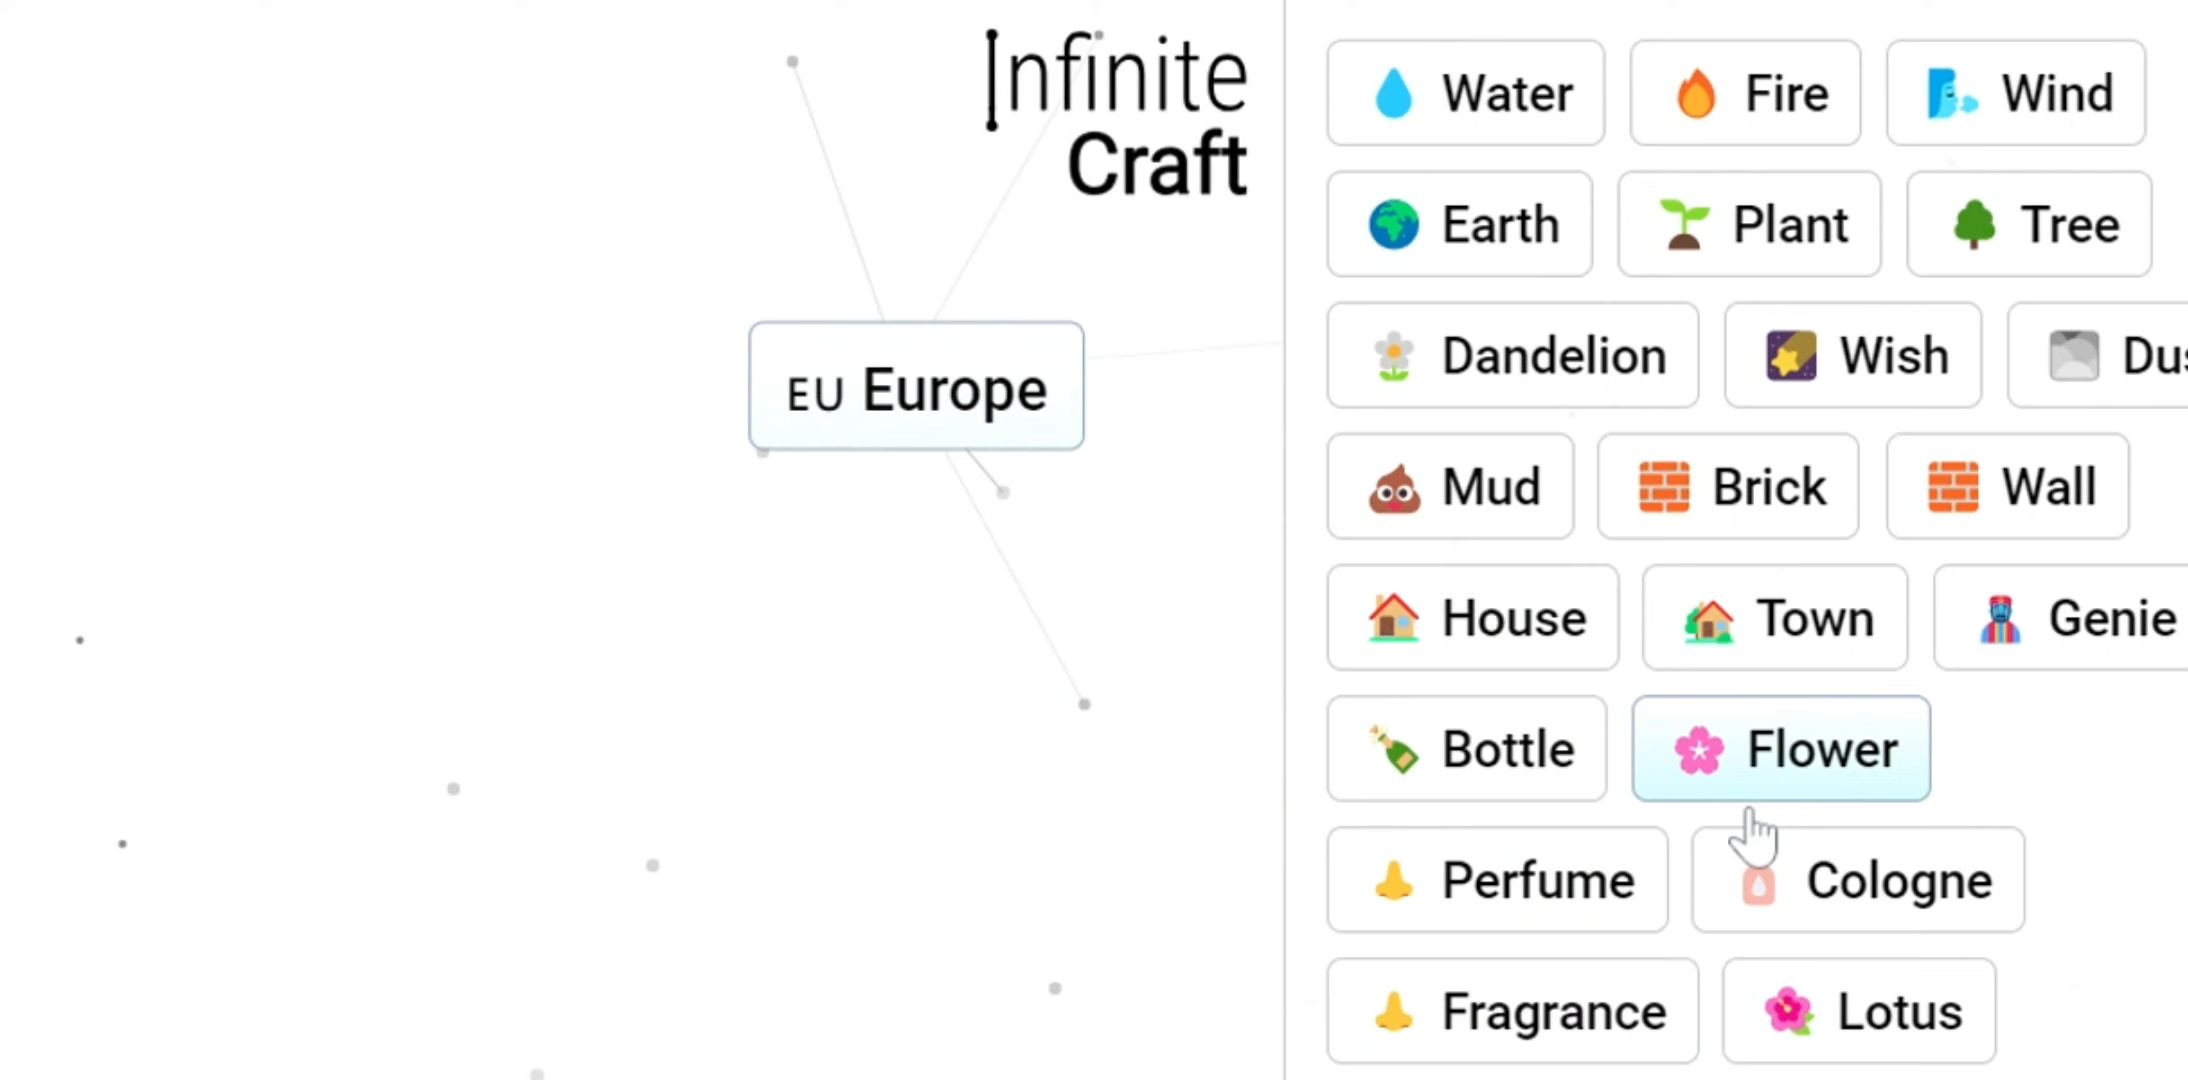 Infinite
Craft
EU Europe
Water Fire Wind
Earth Plant Tree
Dandelion Wish
Mud Brick Wall
House Town Genie
Bottle Flower
Perfume Cologne
Fragrance Lotus